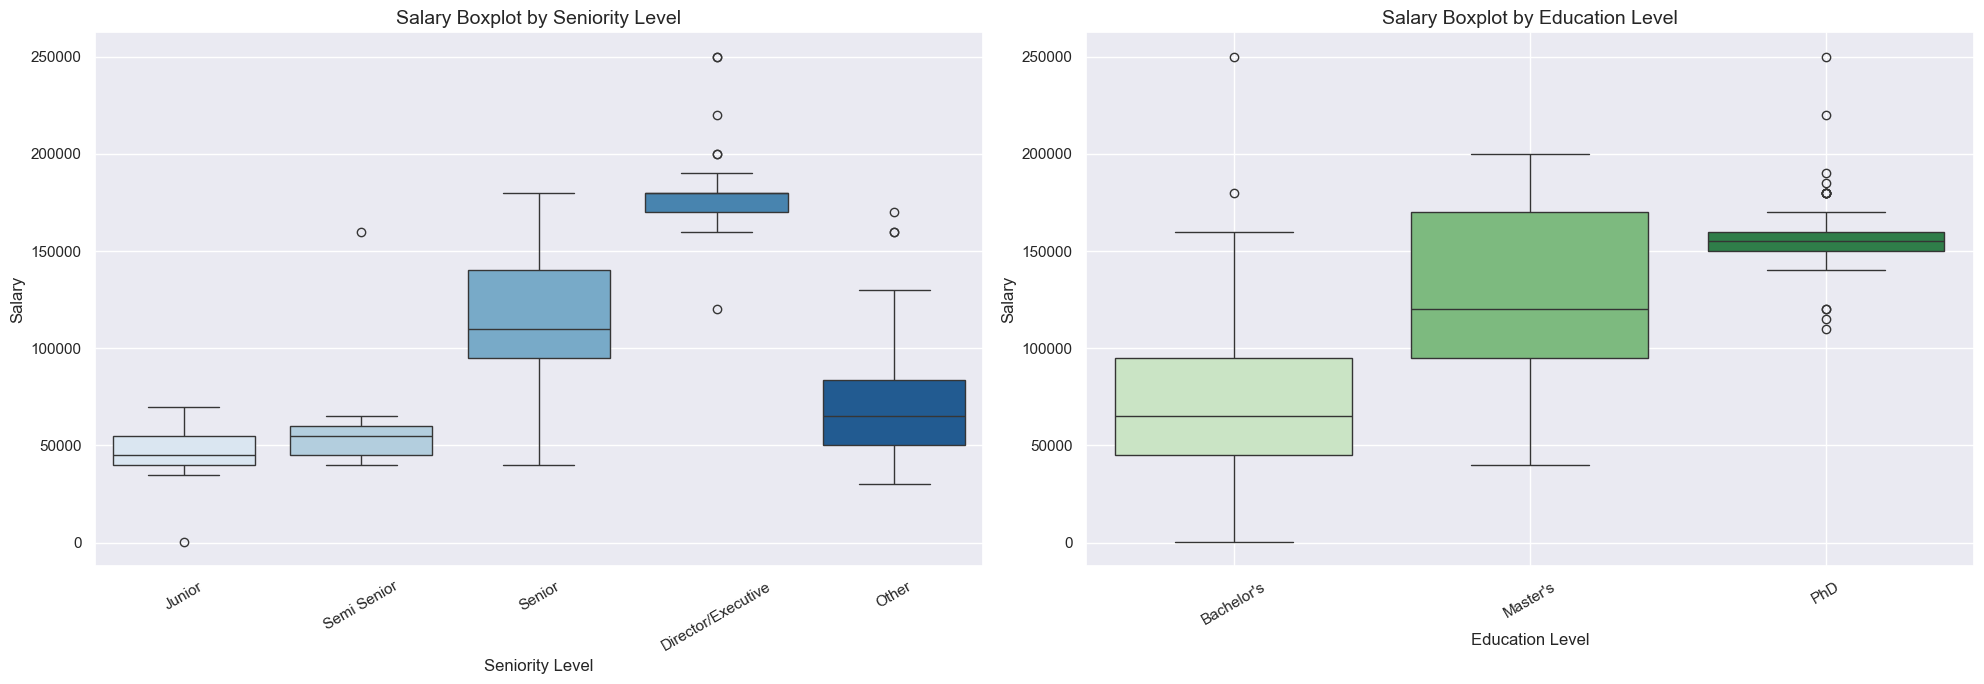 Salary Boxplot by Seniority Level
250000
200000
150000
100000
50000
0
Salary
Junior
Semi Senior
Senior
Director/Executive
Other
Seniority Level
Salary Boxplot by Education Level
250000
200000
150000
100000
50000
0
Salary
Bachelor's
Master's
PhD
Education Level